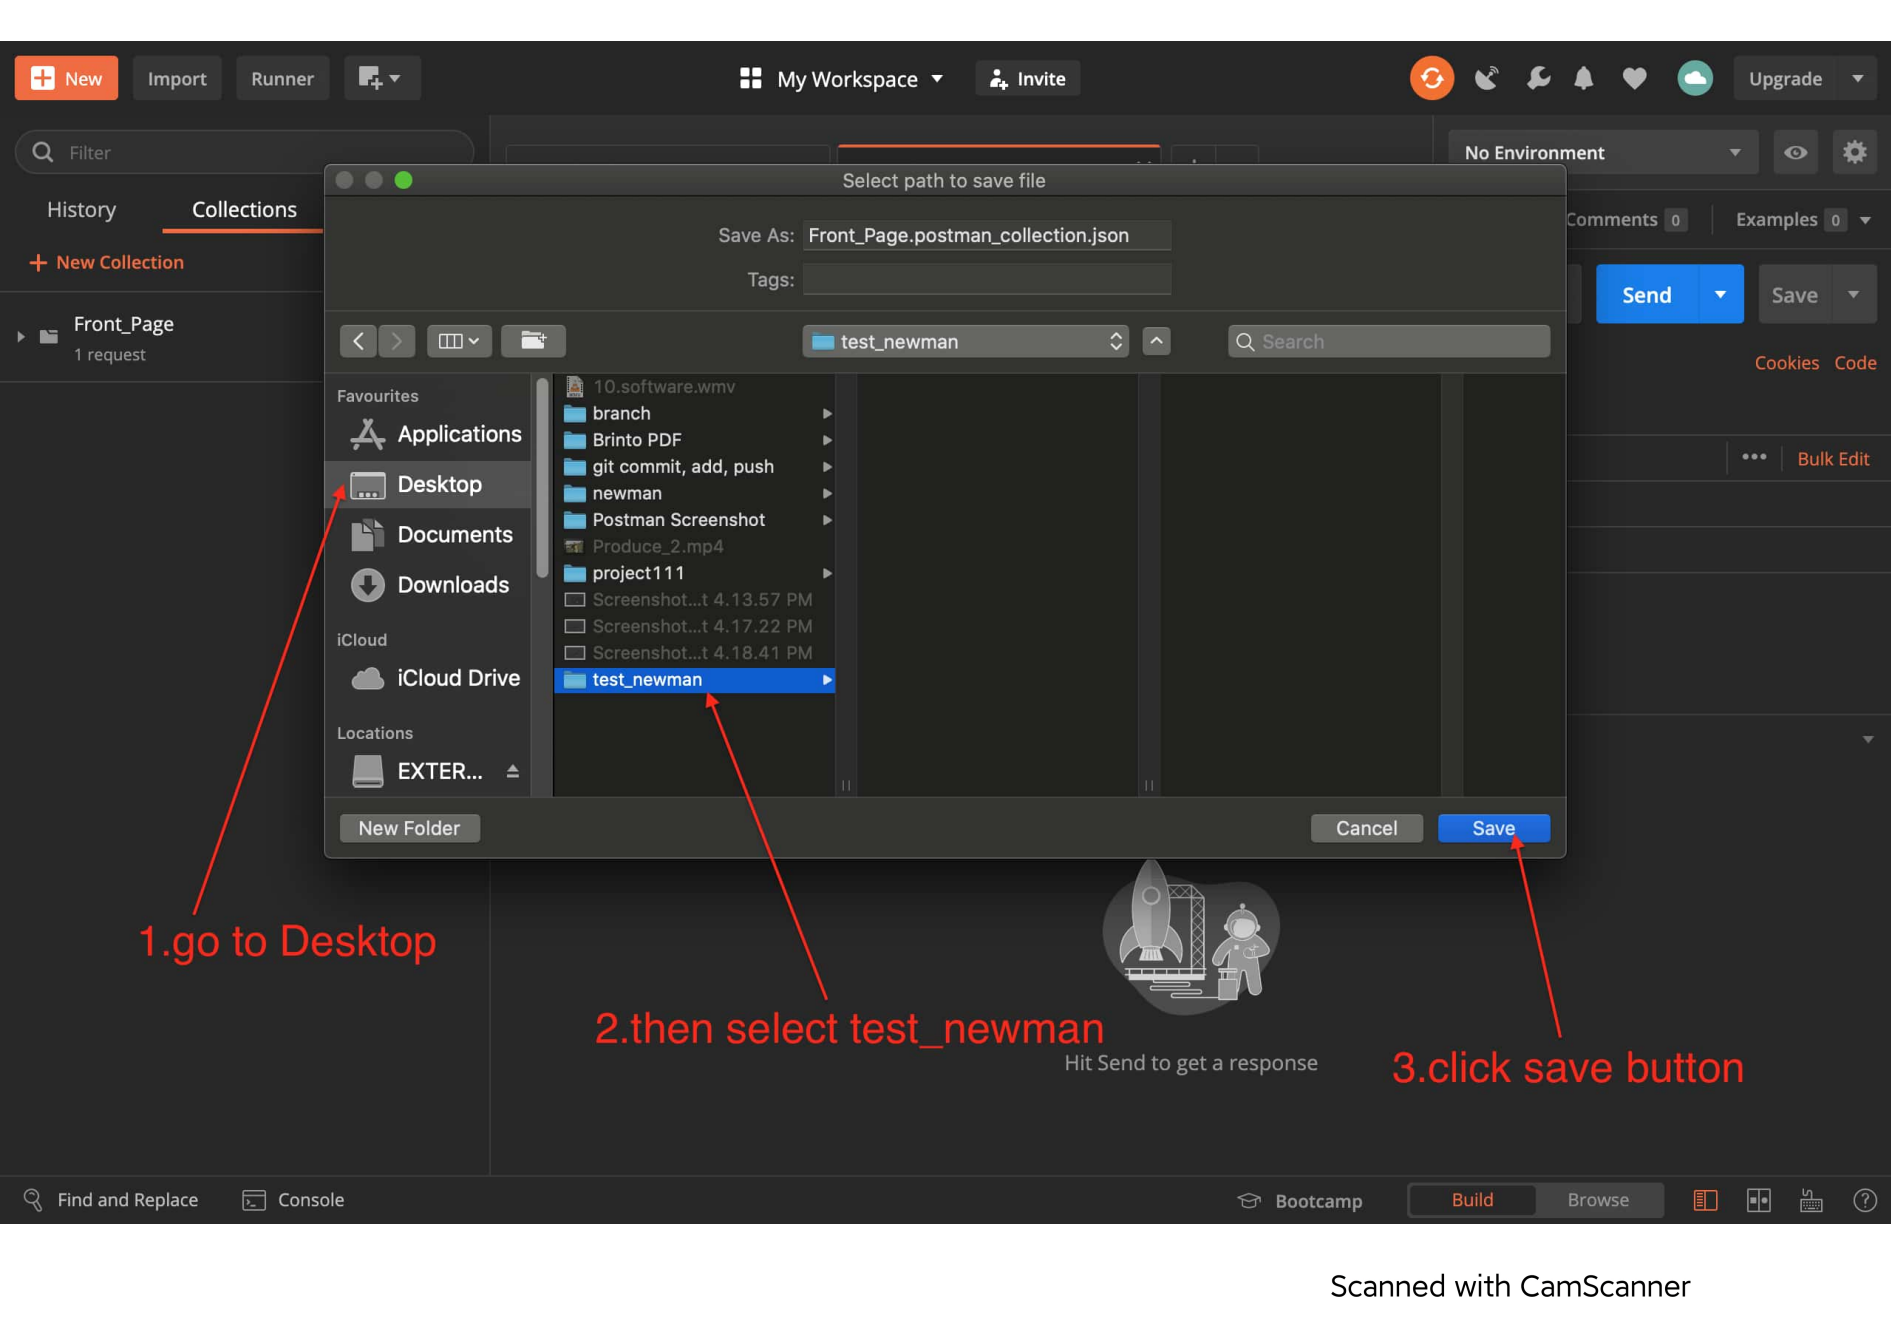 New
Import
Runner
My Workspace
Invite
Upgrade
Filter
No Environment
Select path to save file
History
Collections
Save As:
Front_Page.postman_collection.json
Comments 0
Examples 0
New Collection
Tags:
Send
Save
Front_Page
1 request
test_newman
Search
Cookies
Code
Favourites
Applications
Desktop
Documents
Downloads
iCloud
iCloud Drive
Locations
EXTER...
10.software.wmv
branch
Brinto PDF
git commit, add, push
newman
Postman Screenshot
Produce_2.mp4
project111
Screenshot...t 4.13.57 PM
Screenshot...t 4.17.22 PM
Screenshot...t 4.18.41 PM
test_newman
Bulk Edit
New Folder
Cancel
Save
1.go to Desktop
2.then select test_newman
Hit Send to get a response
3.click save button
Find and Replace
Console
Bootcamp
Build
Browse
Scanned with CamScanner